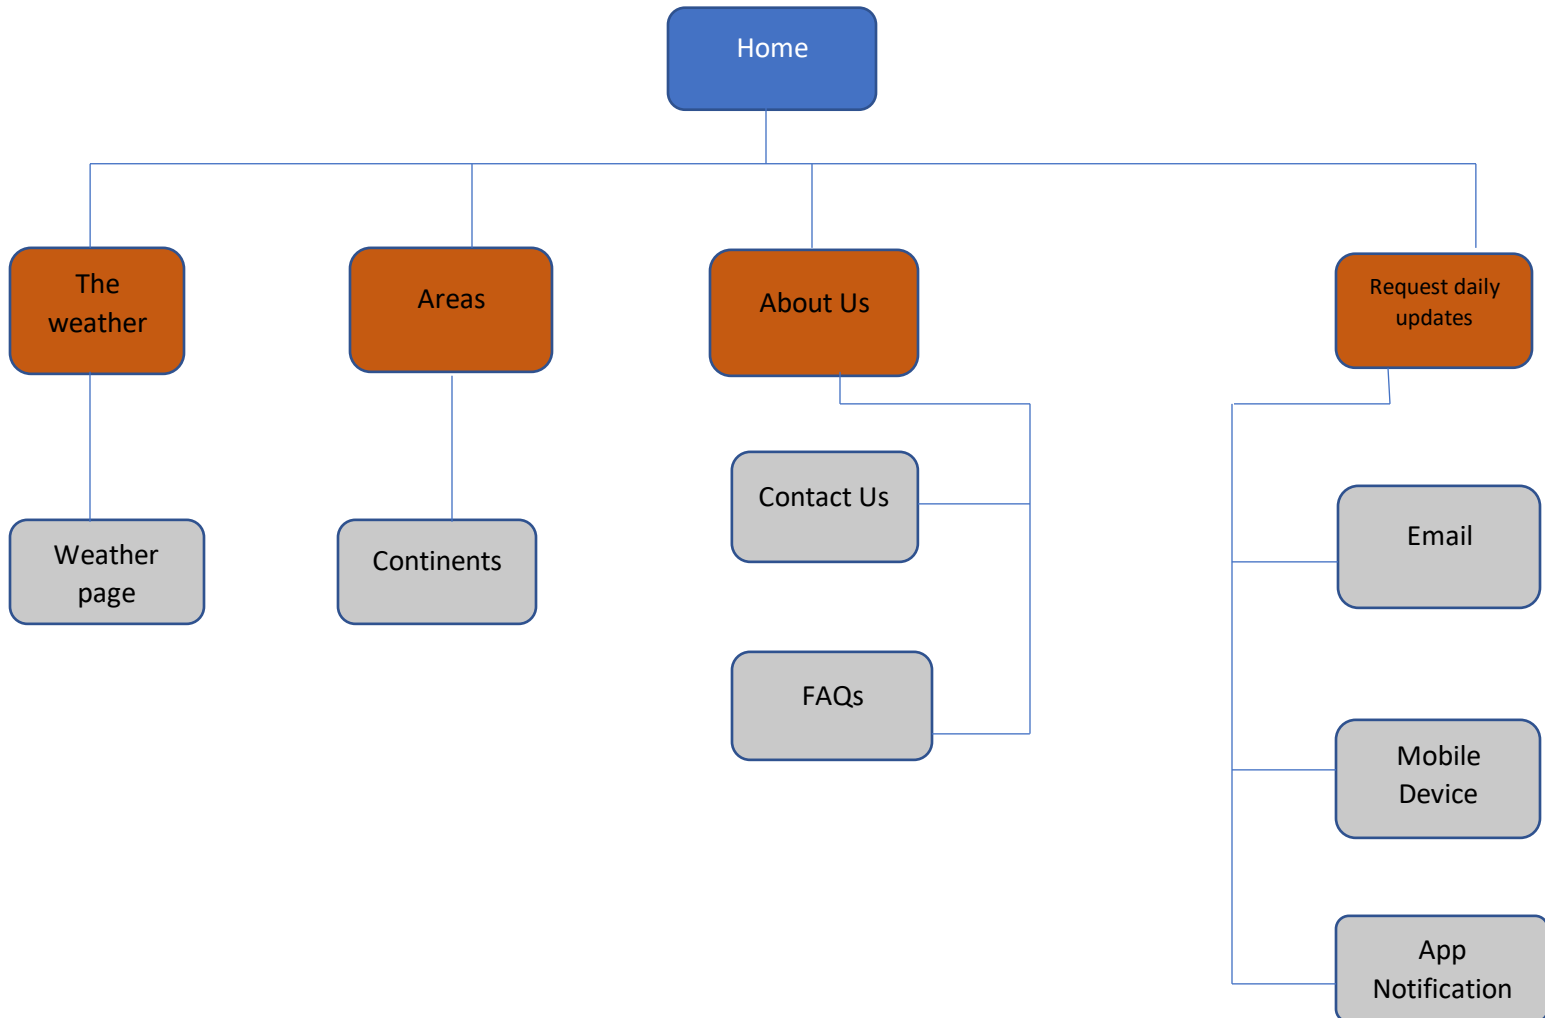 Home
The
weather
Areas
About Us
Request daily
updates
Weather
page
Continents
Contact Us
FAQs
Email
Mobile
Device
App
Notification